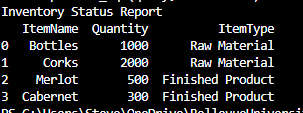 Inventory Status Report
ItemName Quantity ItemType
0 Bottles 1000 Raw Material
1 Corks 2000 Raw Material
2 Merlot 500 Finished Product
3 Cabernet 300 Finished Product